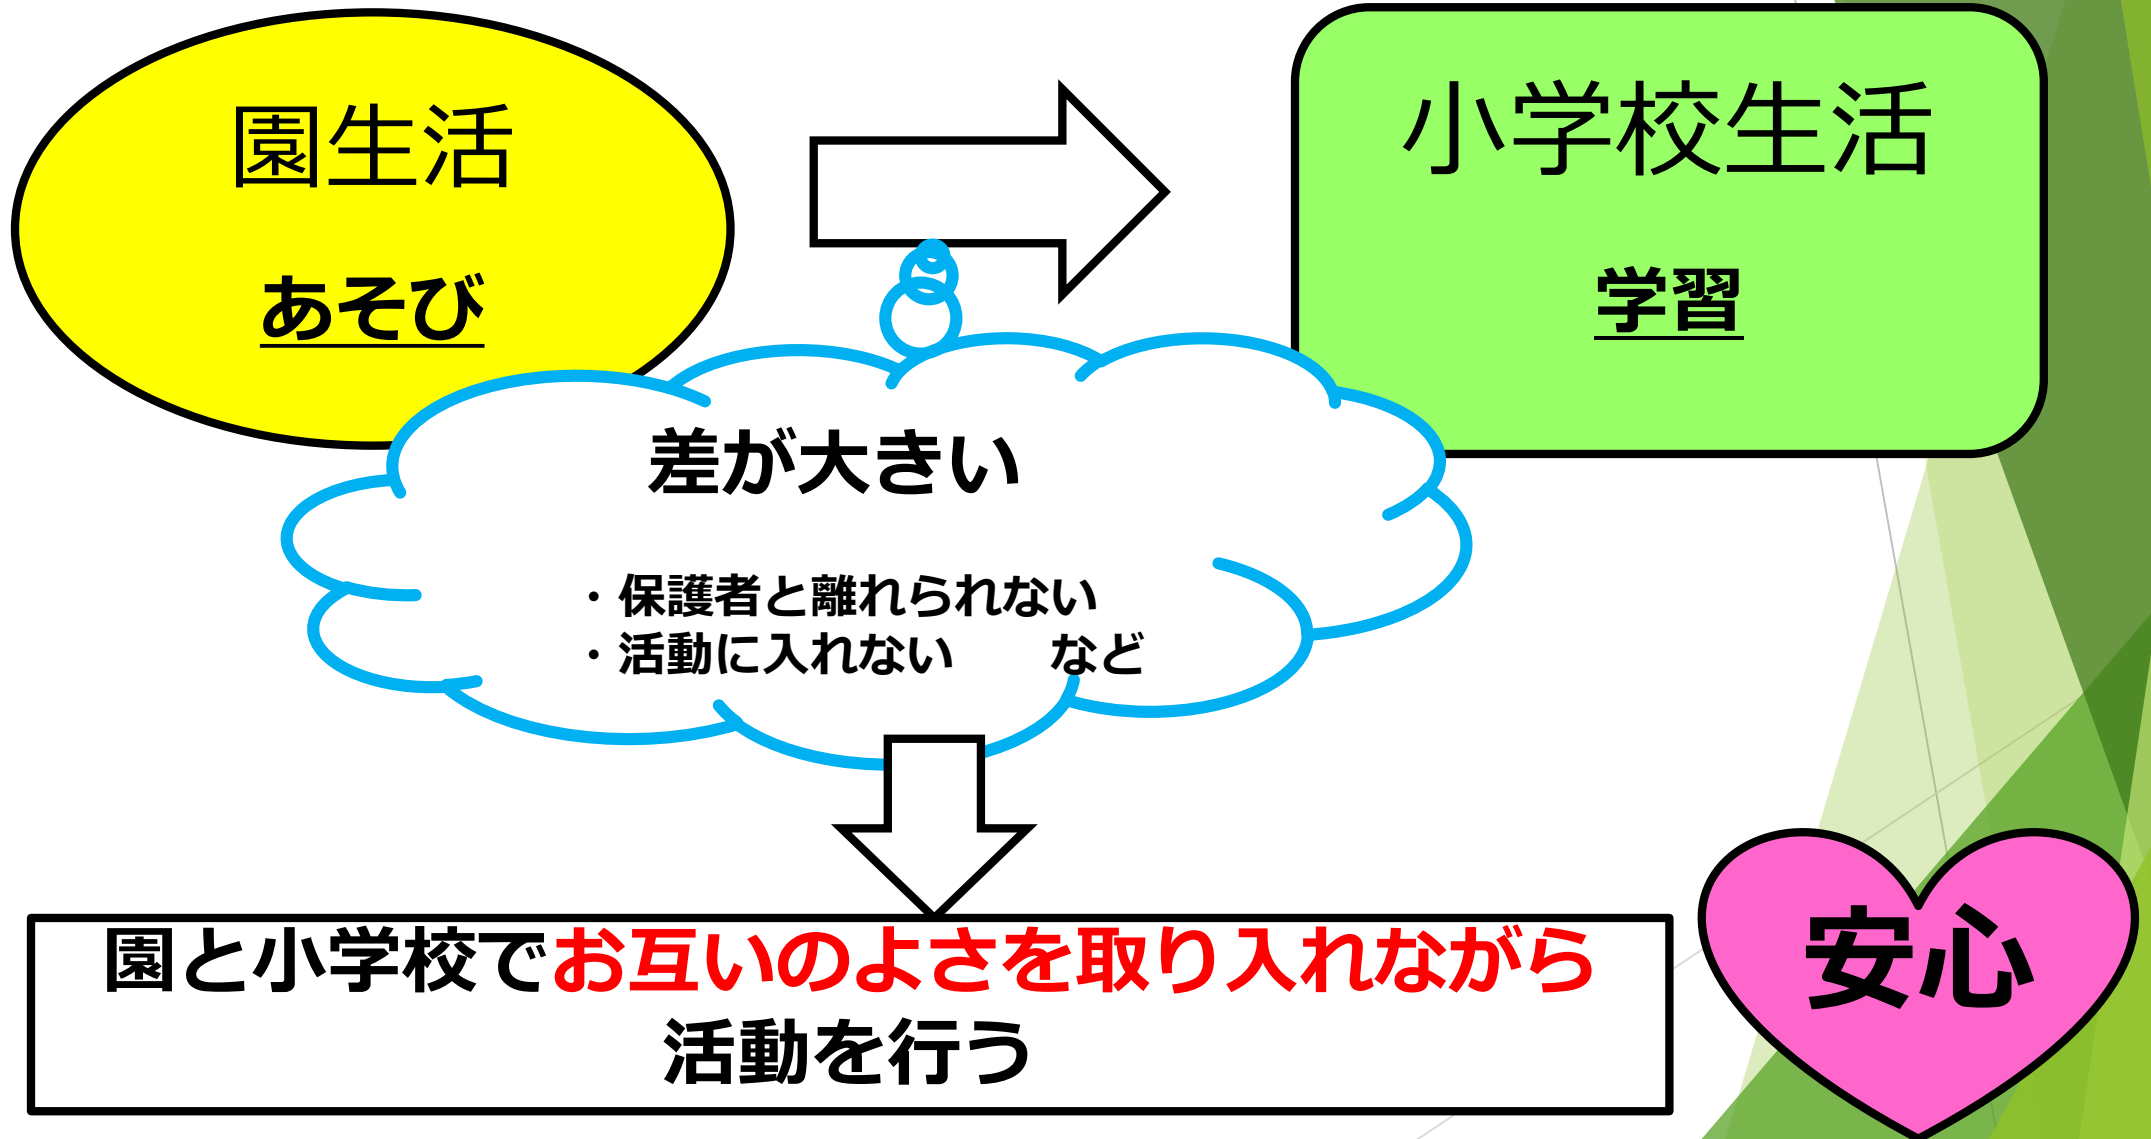 園生活
あそび
小学校生活
学習
差が大きい
・保護者と離れられない
・活動に入れない　　など
園と小学校でお互いのよさを取り入れながら
活動を行う
安心